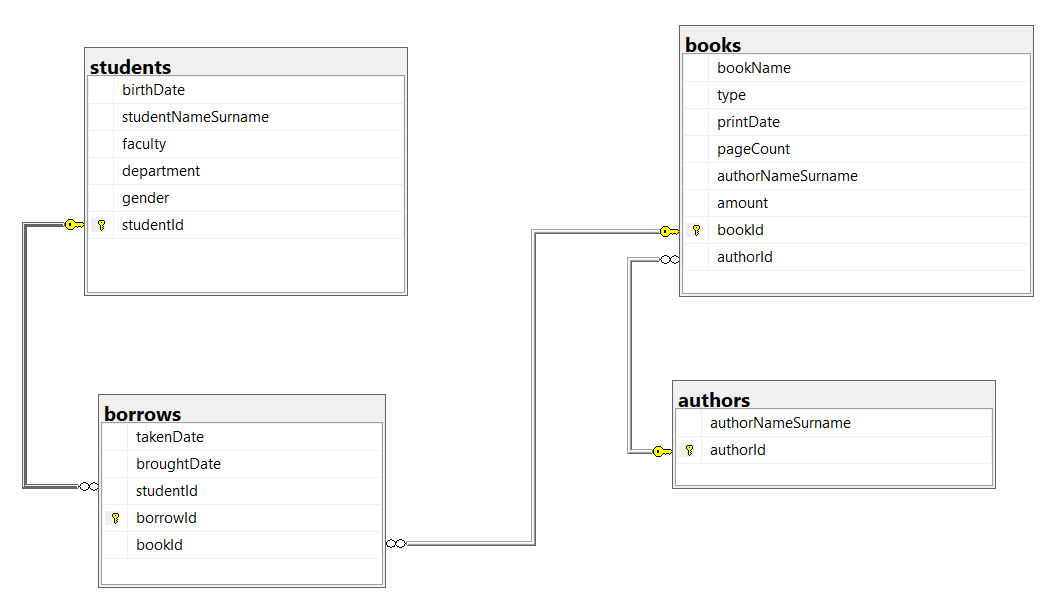 students
birthDate
studentNameSurname
faculty
department
gender
studentId
books
bookName
type
printDate
pageCount
authorNameSurname
amount
bookId
authorId
borrows
takenDate
broughtDate
studentId
borrowId
bookId
authors
authorNameSurname
authorId